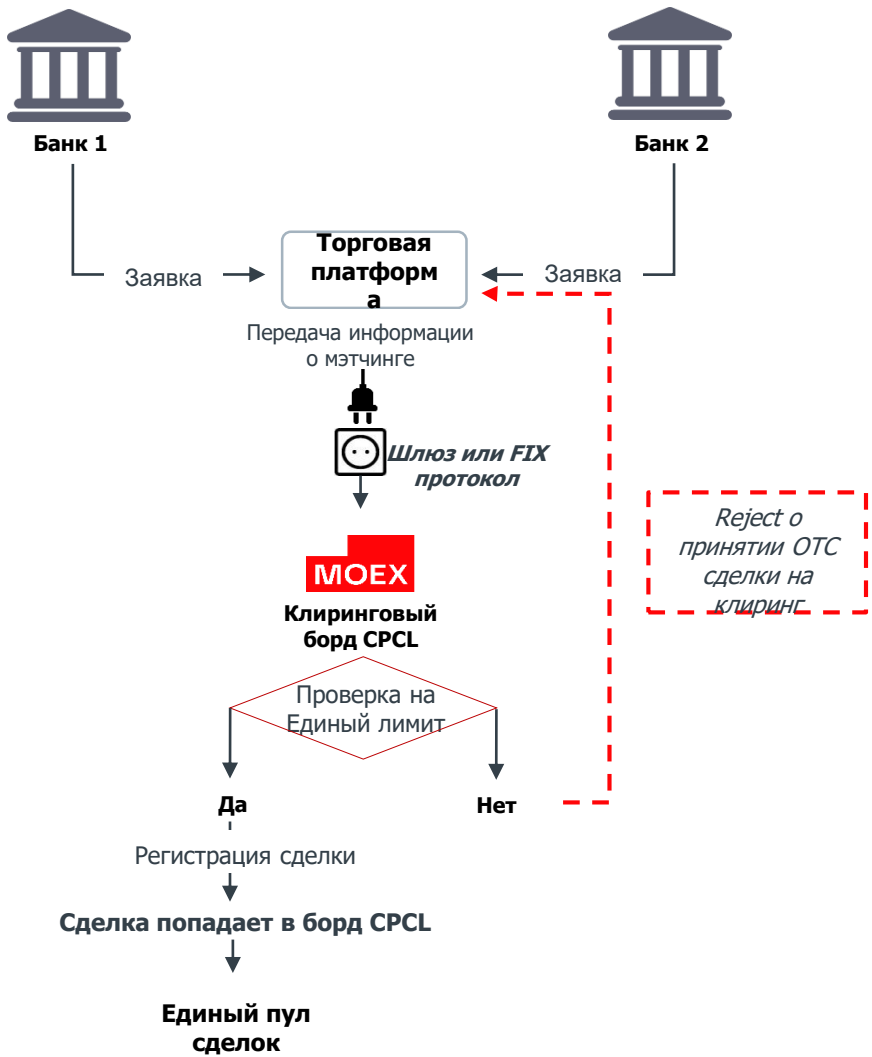 Банк 1
Банк 2
Заявка
Торговая
платформ
а
Заявка
Передача информации
о мэтчинге
Шлюз или FIX
протокол
Reject о
принятии OTC
сделки на
клиринг
MOEX
Клиринговый
борд CPCL
Проверка на
Единый лимит
Да
Нет
Регистрация сделки
Сделка попадает в борд CPCL
Единый пул
сделок